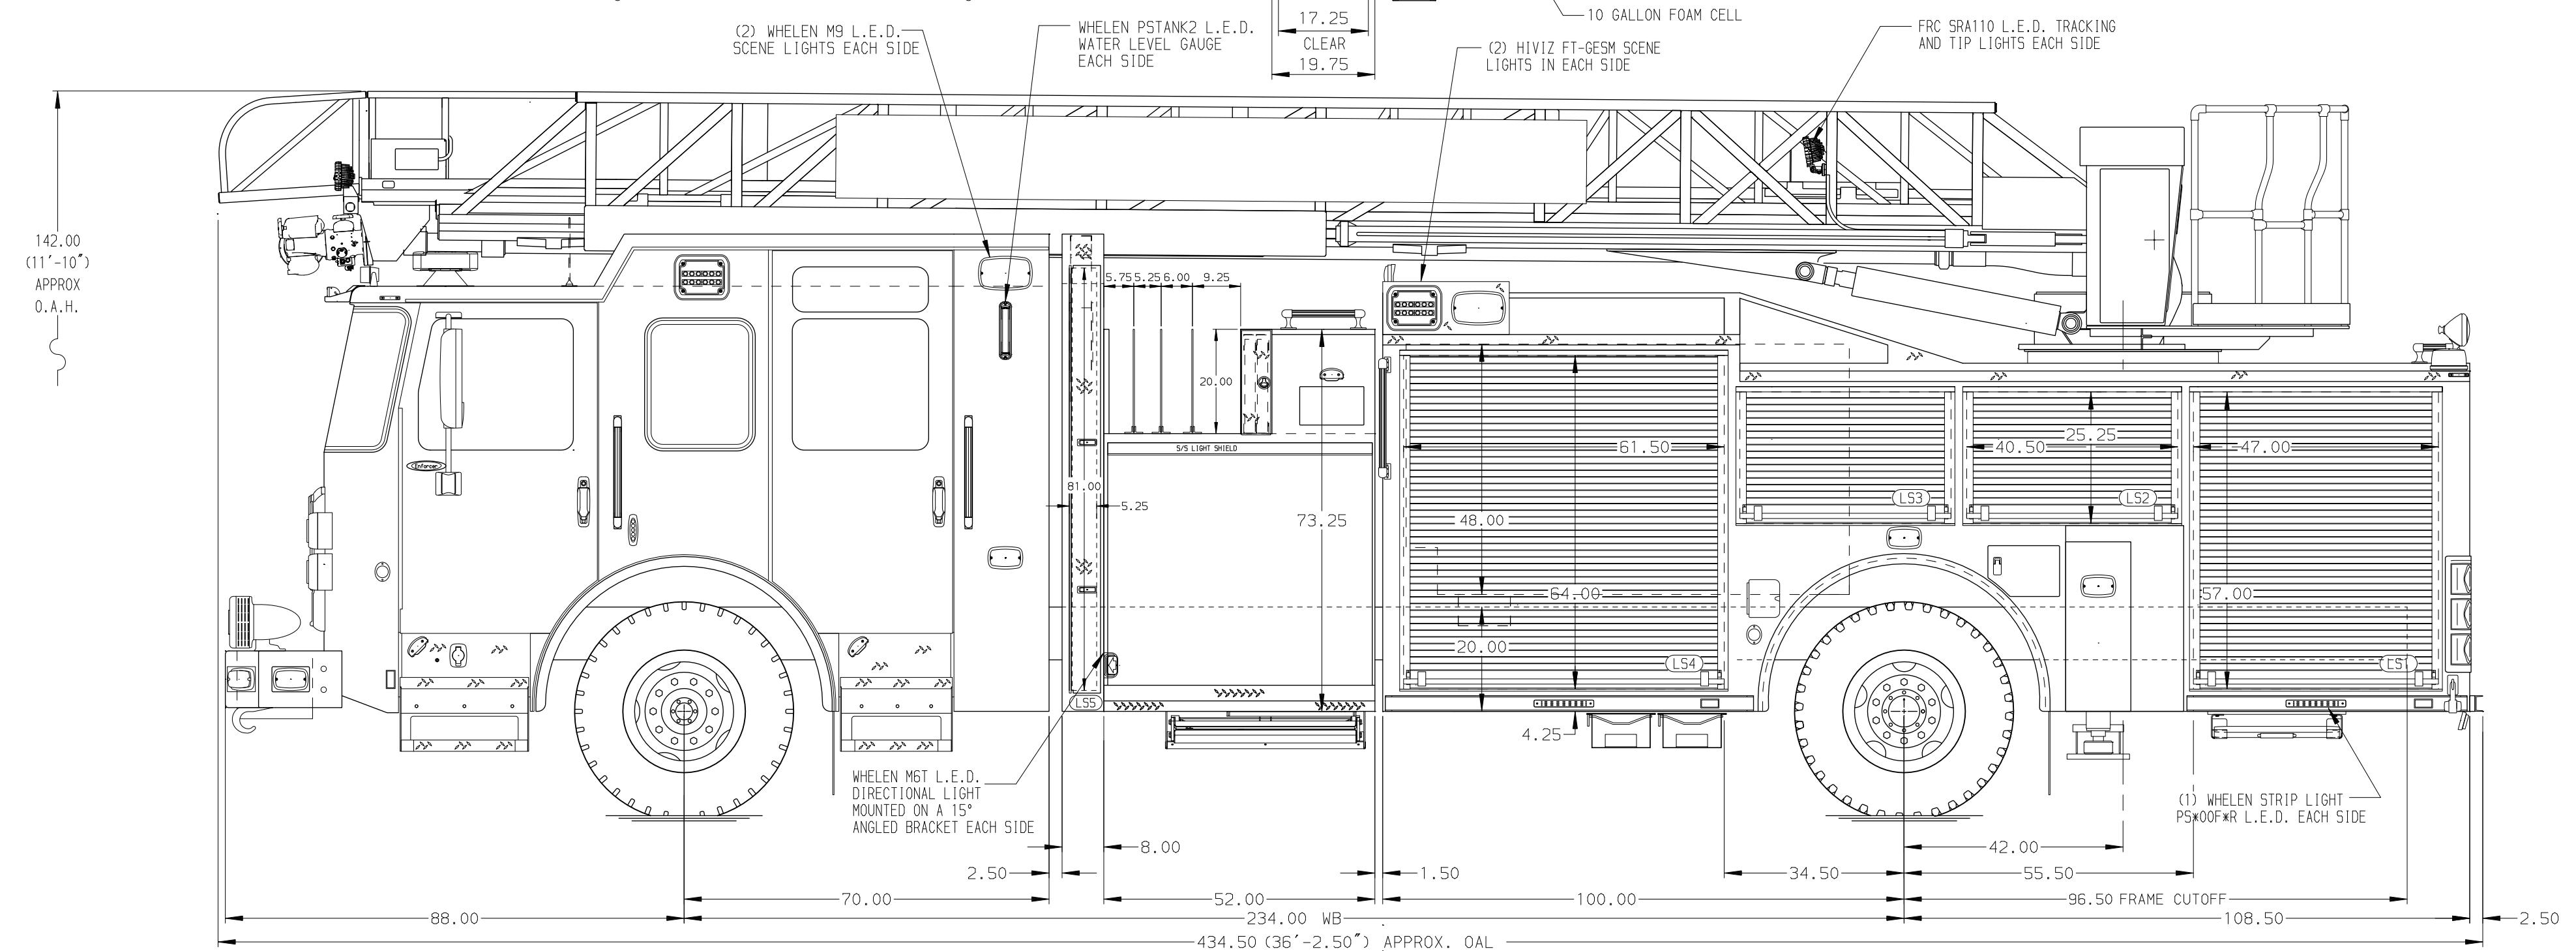 17.25
CLEAR
19.75
10 GALLON FOAM CELL
(2) WHELEN M9 L.E.D.
SCENE LIGHTS EACH SIDE
WHELEN PSTANK2 L.E.D.
WATER LEVEL GAUGE
EACH SIDE
(2) HIVIZ FT-GESM SCENE
LIGHTS IN EACH SIDE
FRC SRA110 L.E.D. TRACKING
AND TIP LIGHTS EACH SIDE
142.00
(11'-10")
APPROX
O.A.H.
5.75
5.25
6.00
9.25
20.00
S/S LIGHT SHIELD
Enforcer
81.00
5.25
73.25
61.50
48.00
64.00
20.00
LS4
LS3
40.50
25.25
LS2
47.00
57.00
LS1
LS5
4.25
WHELEN M6T L.E.D.
DIRECTIONAL LIGHT
MOUNTED ON A 15°
ANGLED BRACKET EACH SIDE
(1) WHELEN STRIP LIGHT
PS*00F*R L.E.D. EACH SIDE
8.00
42.00
2.50
1.50
34.50
55.50
70.00
52.00
100.00
96.50 FRAME CUTOFF
88.00
234.00 WB
108.50
2.50
434.50 (36'-2.50") APPROX. OAL